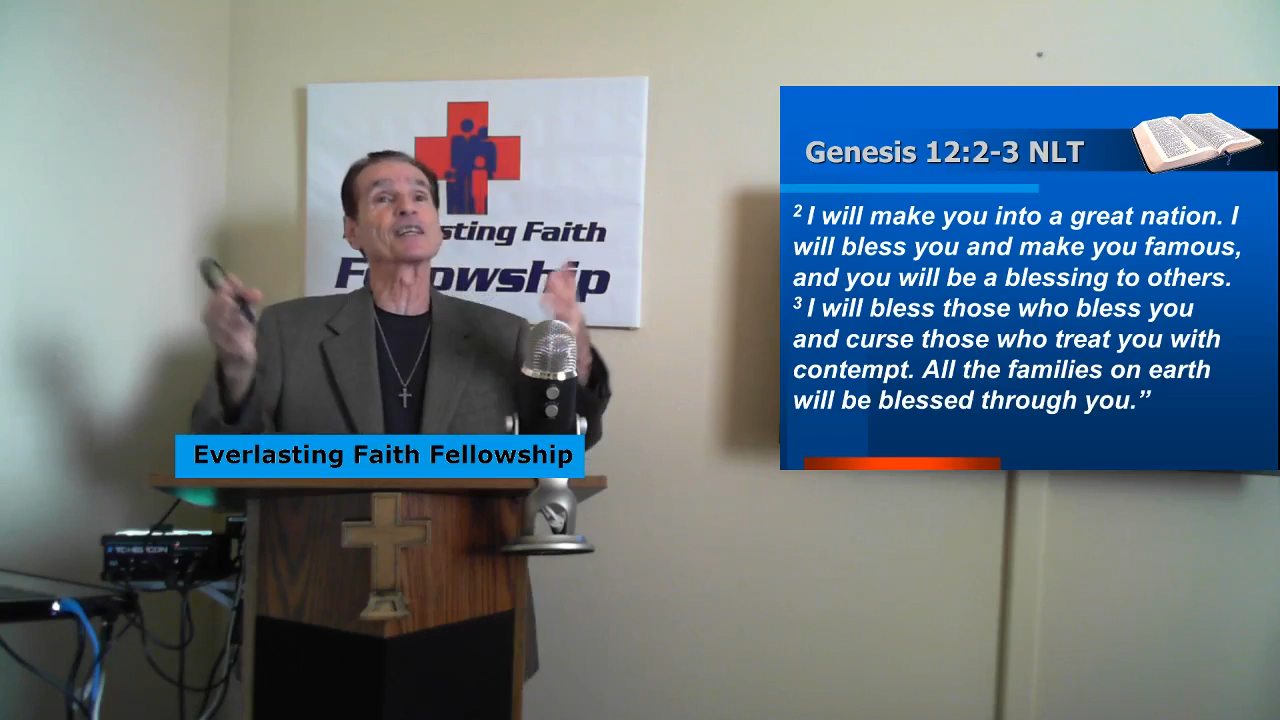 sting Faith
Fellowship
Genesis 12:2-3 NLT
2 I will make you into a great nation. I
will bless you and make you famous,
and you will be a blessing to others.
3 I will bless those who bless you
and curse those who treat you with
contempt. All the families on earth
will be blessed through you.”
Everlasting Faith Fellowship